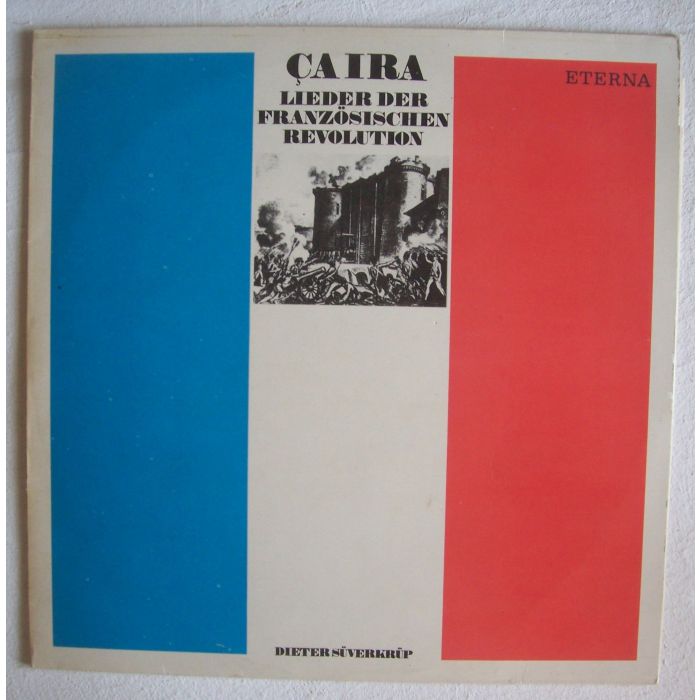 ÇA IRA
LIEDER DER
FRANZÖSISCHEN
REVOLUTION
ETERNA
DIETER SÜVERKRÜP